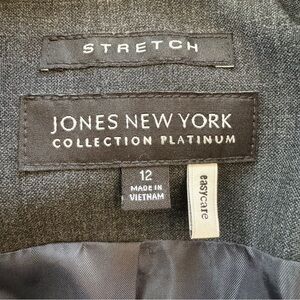 STRETCH
JONES NEW YORK
COLLECTION PLATINUM
12
MADE IN
VIETNAM
easycare